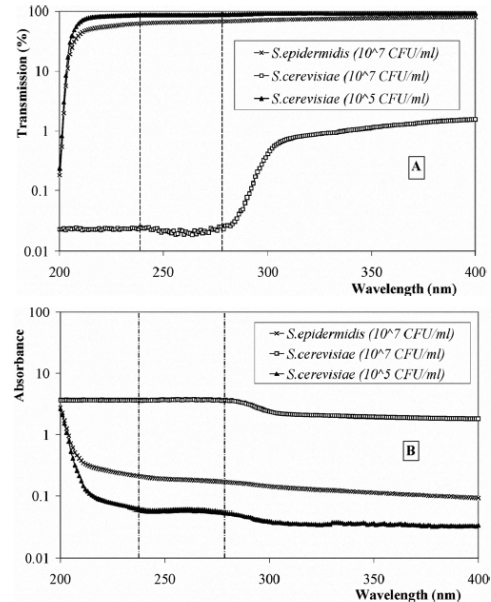 Transmission (%)
100
10
1
0.1
0.01
S.epidermidis (10^7 CFU/ml)
S.cerevisiae (10^7 CFU/ml)
S.cerevisiae (10^5 CFU/ml)
A
200
250
300
350
400
Wavelength (nm)
Absorbance
100
10
1
0.1
0.01
S.epidermidis (10^7 CFU/ml)
S.cerevisiae (10^7 CFU/ml)
S.cerevisiae (10^5 CFU/ml)
B
200
250
300
350
400
Wavelength (nm)